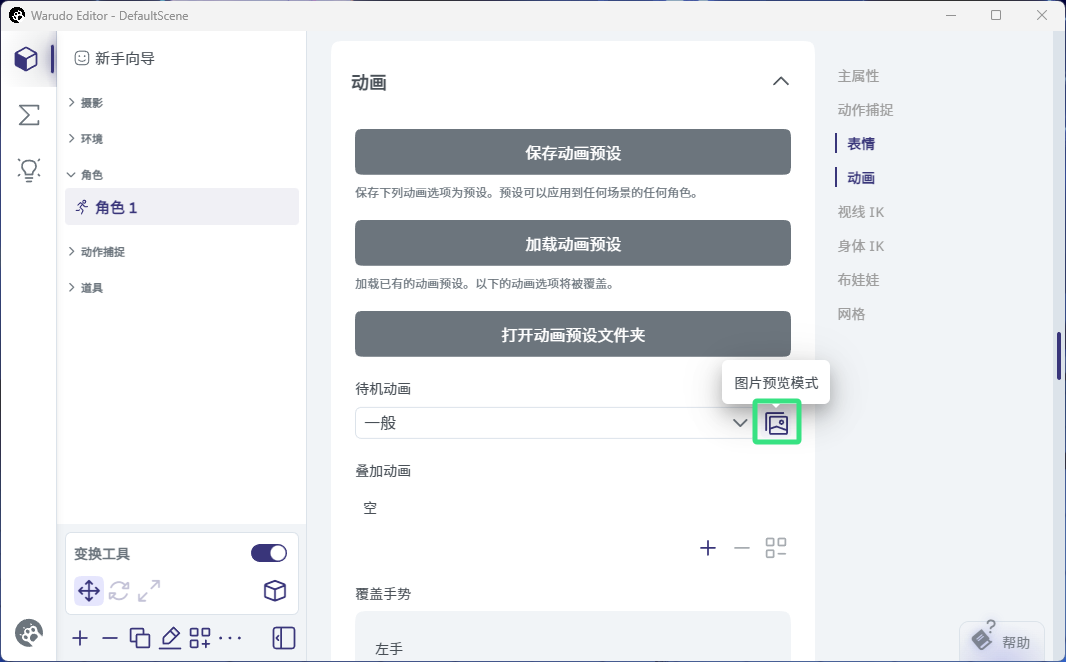 Warudo Editor - DefaultScene
新手向导
摄影
环境
角色
角色 1
动作捕捉
道具
变换工具
动画
保存动画预设
保存下列动画选项为预设。预设可以应用到任何场景的任何角色。
加载动画预设
加载已有的动画预设。以下的动画选项将被覆盖。
打开动画预设文件夹
待机动画
图片预览模式
一般
叠加动画
空
覆盖手势
左手
主属性
动作捕捉
表情
动画
视线 IK
身体 IK
布娃娃
网格
帮助